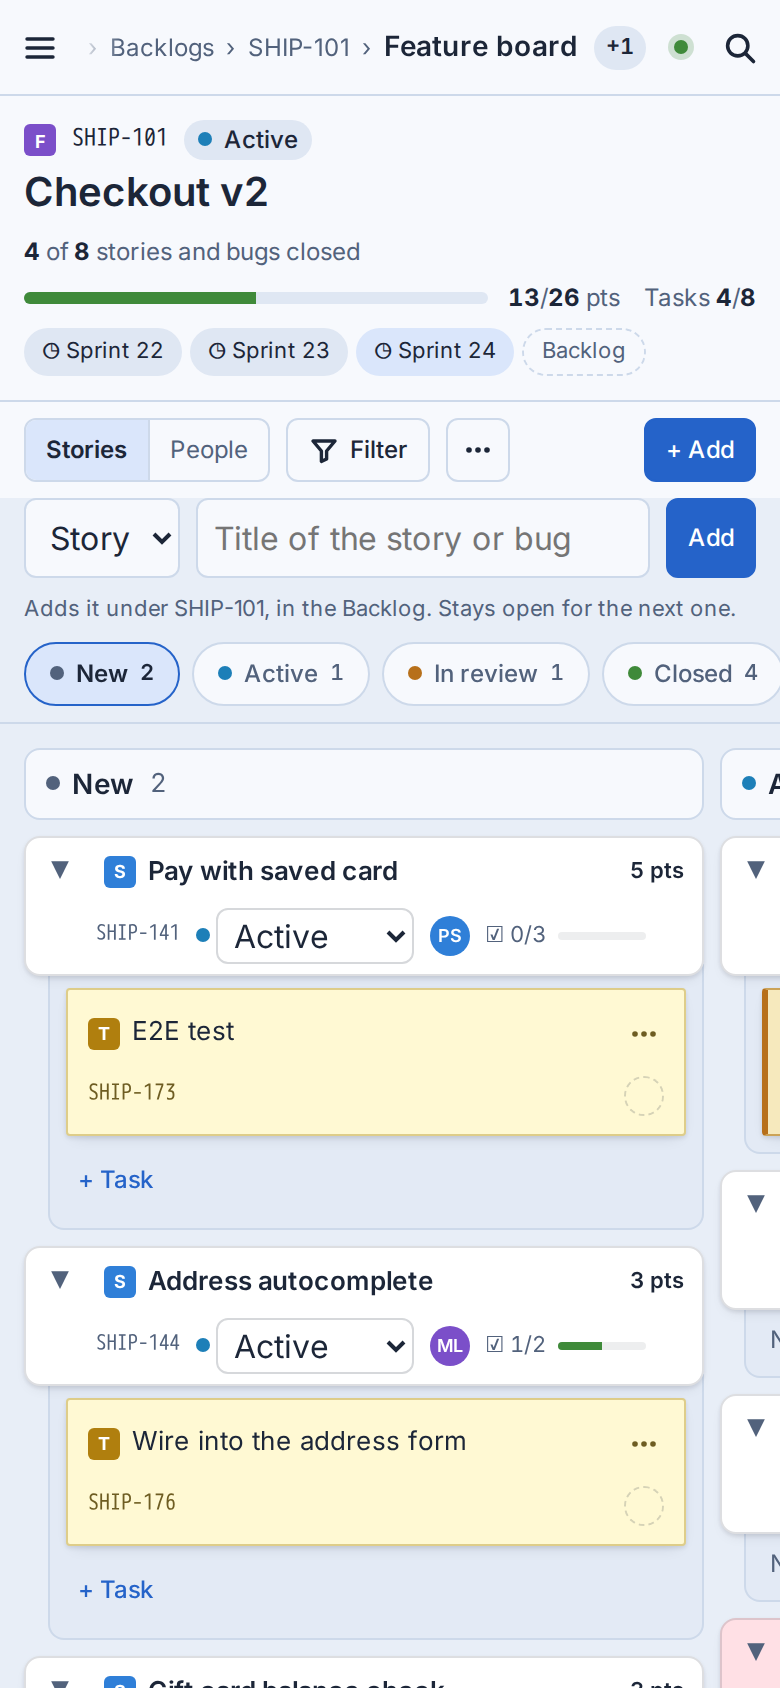 › Backlogs › SHIP-101 › Feature board +1
F SHIP-101 Active
Checkout v2
4 of 8 stories and bugs closed
13/26 pts Tasks 4/8
Sprint 22 Sprint 23 Sprint 24 Backlog
Stories People Filter ••• + Add
Story Title of the story or bug Add
Adds it under SHIP-101, in the Backlog. Stays open for the next one.
New 2 Active 1 In review 1 Closed 4
New 2
S Pay with saved card 5 pts
SHIP-141 Active PS 0/3
T E2E test •••
SHIP-173
+ Task
S Address autocomplete 3 pts
SHIP-144 Active ML 1/2
T Wire into the address form •••
SHIP-176
+ Task